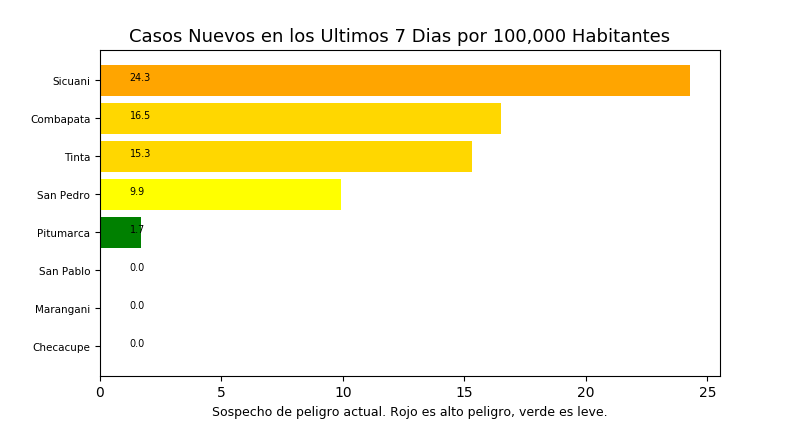 Casos Nuevos en los Ultimos 7 Dias por 100,000 Habitantes
Sicuani 24.3
Combapata 16.5
Tinta 15.3
San Pedro 9.9
Pitumarca 1.7
San Pablo 0.0
Marangani 0.0
Checacupe 0.0
0 5 10 15 20 25
Sospecho de peligro actual. Rojo es alto peligro, verde es leve.